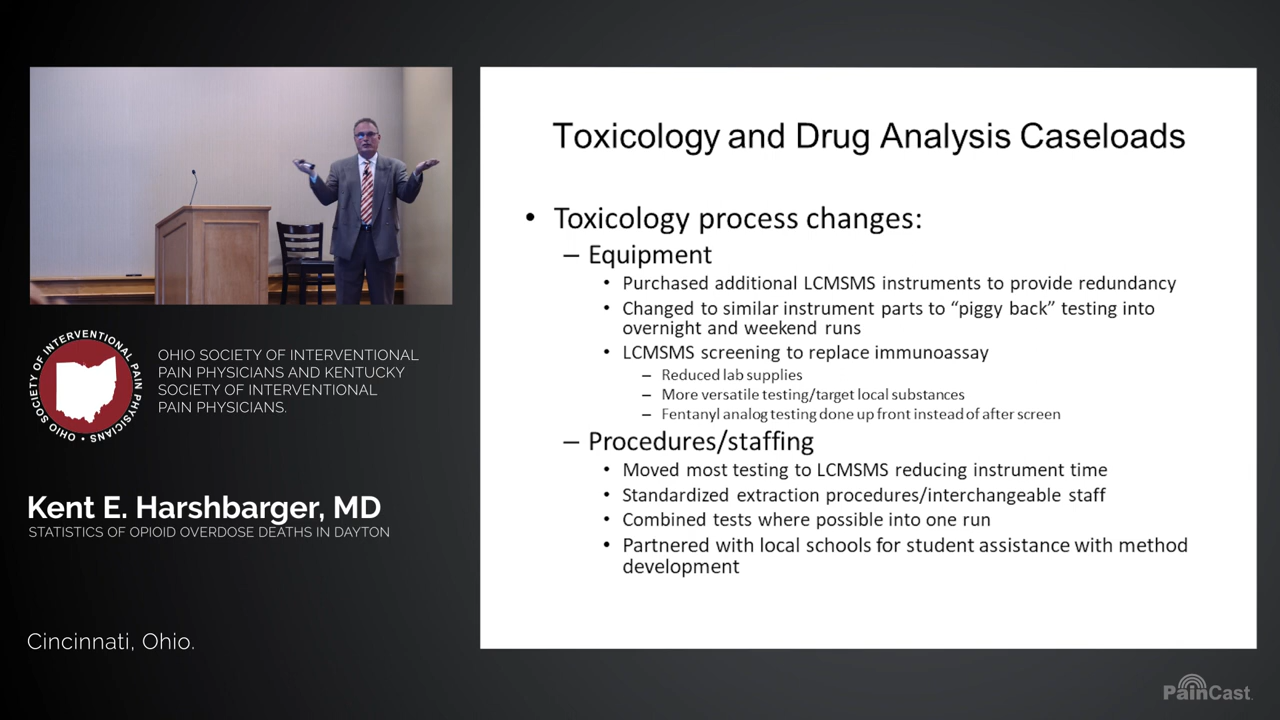 Toxicology and Drug Analysis Caseloads
• Toxicology process changes:
– Equipment
• Purchased additional LCMSMS instruments to provide redundancy
• Changed to similar instrument parts to “piggy back” testing into
overnight and weekend runs
• LCMSMS screening to replace immunoassay
– Reduced lab supplies
– More versatile testing/target local substances
– Fentanyl analog testing done up front instead of after screen
– Procedures/staffing
• Moved most testing to LCMSMS reducing instrument time
• Standardized extraction procedures/interchangeable staff
• Combined tests where possible into one run
• Partnered with local schools for student assistance with method
development
OHIO SOCIETY OF INTERVENTIONAL PAIN PHYSICIANS •
OHIO SOCIETY OF INTERVENTIONAL
PAIN PHYSICIANS AND KENTUCKY
SOCIETY OF INTERVENTIONAL
PAIN PHYSICIANS.
Kent E. Harshbarger, MD
STATISTICS OF OPIOID OVERDOSE DEATHS IN DAYTON
Cincinnati, Ohio.
PainCast